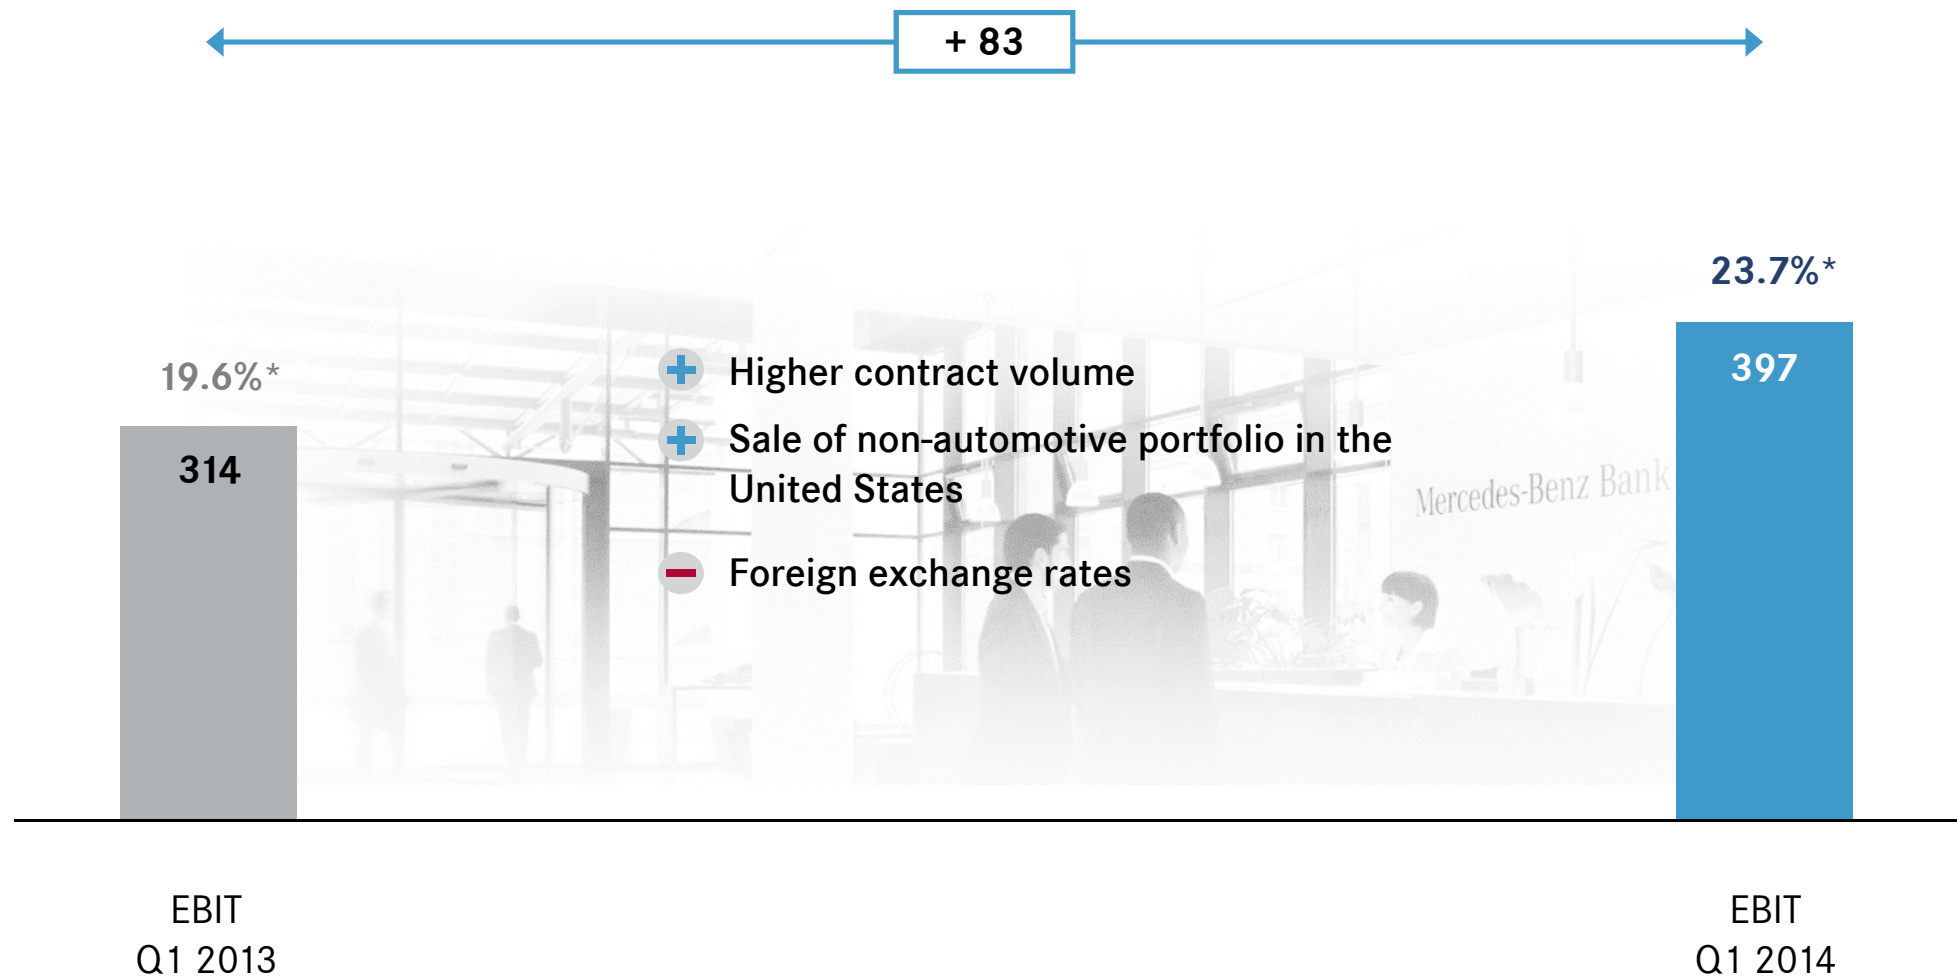 + 83
23.7%*
397
19.6%*
314
Higher contract volume
Sale of non-automotive portfolio in the
United States
Foreign exchange rates
Mercedes-Benz Bank
EBIT
Q1 2013
EBIT
Q1 2014